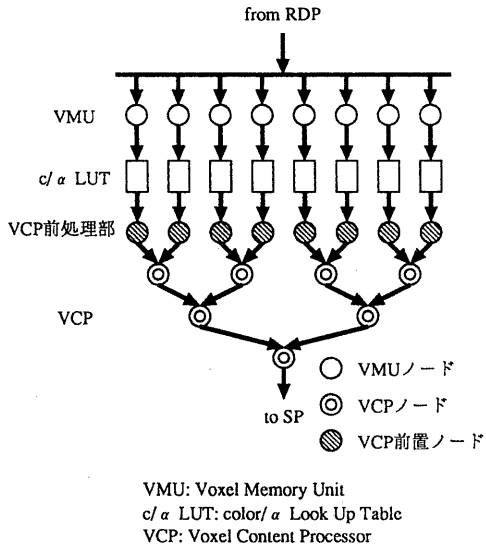 from RDP
VMU
c/α LUT
VCP前処理部
VCP
to SP
VMUノード
VCPノード
VCP前置ノード
VMU: Voxel Memory Unit
c/α LUT: color/α Look Up Table
VCP: Voxel Content Processor